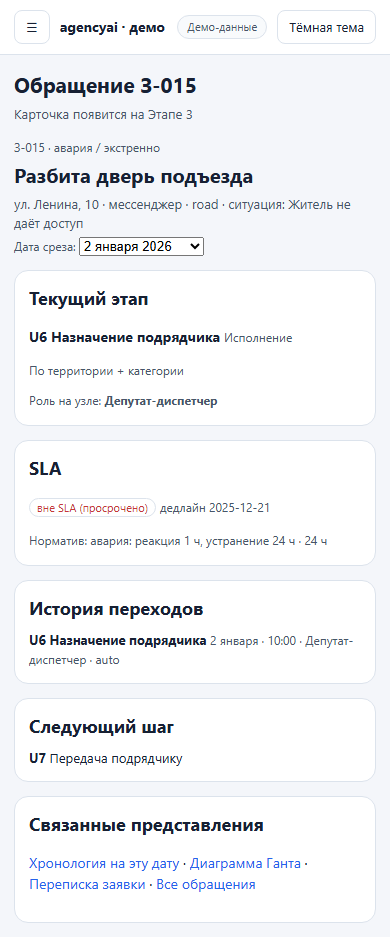 ☰ agencyai · демо Демо-данные Тёмная тема
Обращение 3-015
Карточка появится на Этапе 3
3-015 · авария / экстренно
Разбита дверь подъезда
ул. Ленина, 10 · мессенджер · road · ситуация: Житель не
даёт доступ
Дата среза: 2 января 2026
Текущий этап
U6 Назначение подрядчика Исполнение
По территории + категории
Роль на узле: Депутат-диспетчер
SLA
вне SLA (просрочено) дедлайн 2025-12-21
Норматив: авария: реакция 1 ч, устранение 24 ч · 24 ч
История переходов
U6 Назначение подрядчика 2 января · 10:00 · Депутат-
диспетчер · auto
Следующий шаг
U7 Передача подрядчику
Связанные представления
Хронология на эту дату · Диаграмма Ганта ·
Переписка заявки · Все обращения